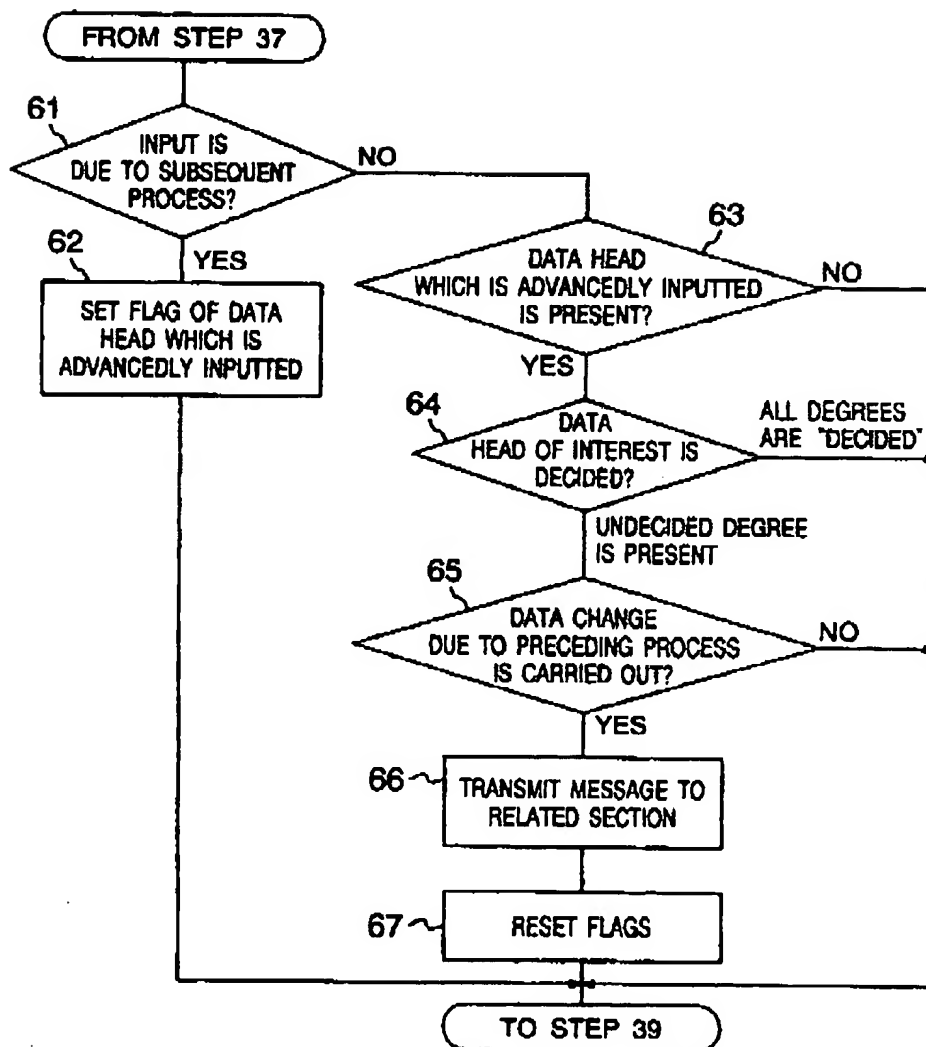 FROM STEP 37
61
INPUT IS
DUE TO SUBSEQUENT
PROCESS?
NO
YES
62
SET FLAG OF DATA
HEAD WHICH IS
ADVANCEDLY INPUTTED
63
DATA HEAD
WHICH IS ADVANCEDLY INPUTTED
IS PRESENT?
NO
YES
64
DATA
HEAD OF INTEREST IS
DECIDED?
ALL DEGREES
ARE "DECIDED"
UNDECIDED DEGREE
IS PRESENT
65
DATA CHANGE
DUE TO PRECEDING PROCESS
IS CARRIED OUT?
NO
YES
66
TRANSMIT MESSAGE TO
RELATED SECTION
67
RESET FLAGS
TO STEP 39